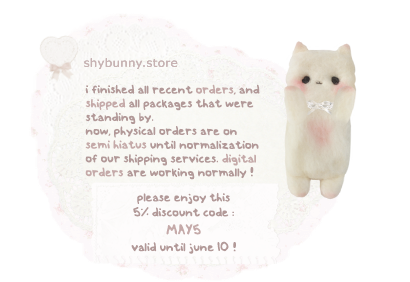 shybunny.store
i finished all recent orders, and
shipped all packages that were
standing by.
now, physical orders are on
semi hiatus until normalization
of our shipping services. digital
orders are working normally !
please enjoy this
5% discount code :
MAY5
valid until june 10 !